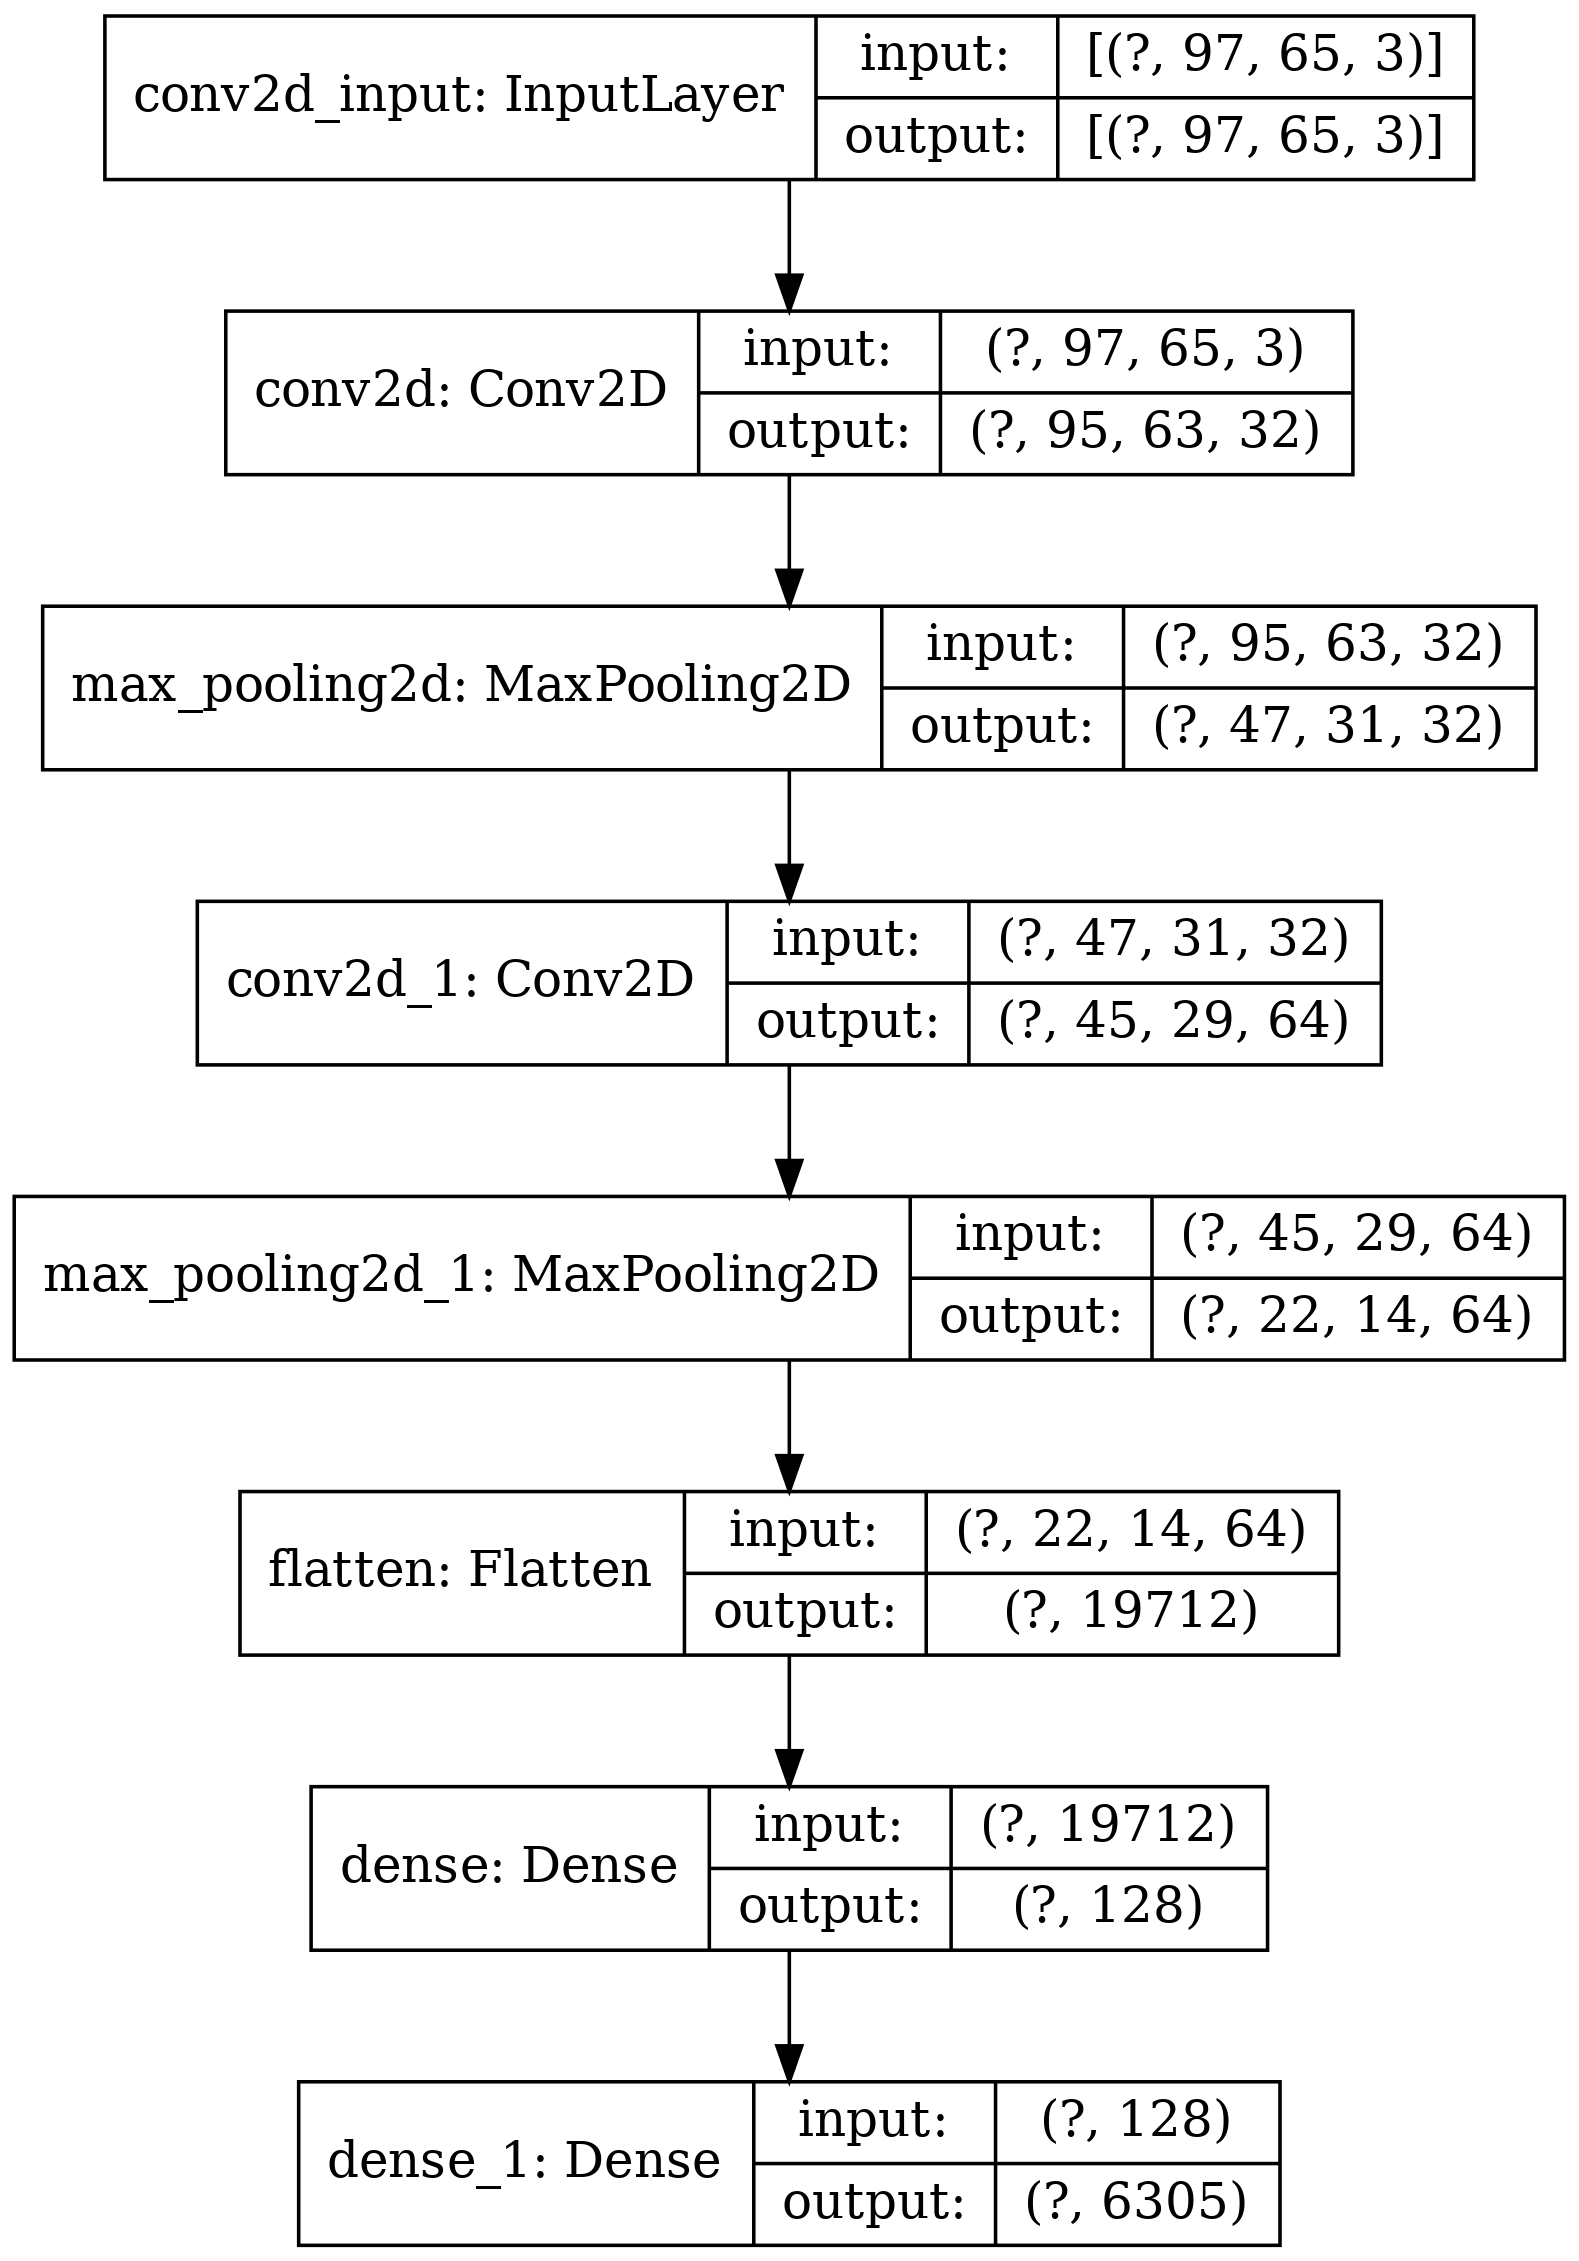 conv2d_input: InputLayer
input:
[(?, 97, 65, 3)]
output:
[(?, 97, 65, 3)]
conv2d: Conv2D
input:
(?, 97, 65, 3)
output:
(?, 95, 63, 32)
max_pooling2d: MaxPooling2D
input:
(?, 95, 63, 32)
output:
(?, 47, 31, 32)
conv2d_1: Conv2D
input:
(?, 47, 31, 32)
output:
(?, 45, 29, 64)
max_pooling2d_1: MaxPooling2D
input:
(?, 45, 29, 64)
output:
(?, 22, 14, 64)
flatten: Flatten
input:
(?, 22, 14, 64)
output:
(?, 19712)
dense: Dense
input:
(?, 19712)
output:
(?, 128)
dense_1: Dense
input:
(?, 128)
output:
(?, 6305)